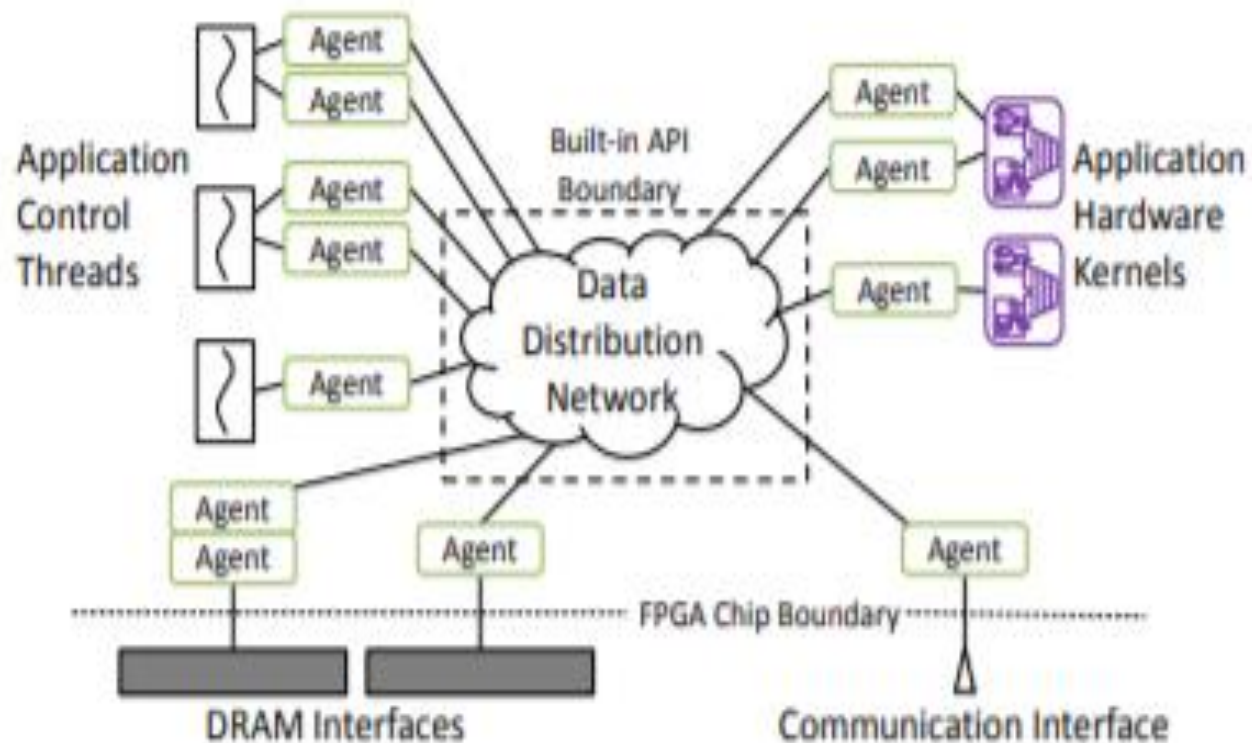 Agent
Agent
Application
Control
Threads
Agent
Agent
Agent
Built-in API
Boundary
Data
Distribution
Network
Agent
Agent
Agent
Application
Hardware
Kernels
Agent
Agent
Agent
Agent
FPGA Chip Boundary
DRAM Interfaces
Communication Interface